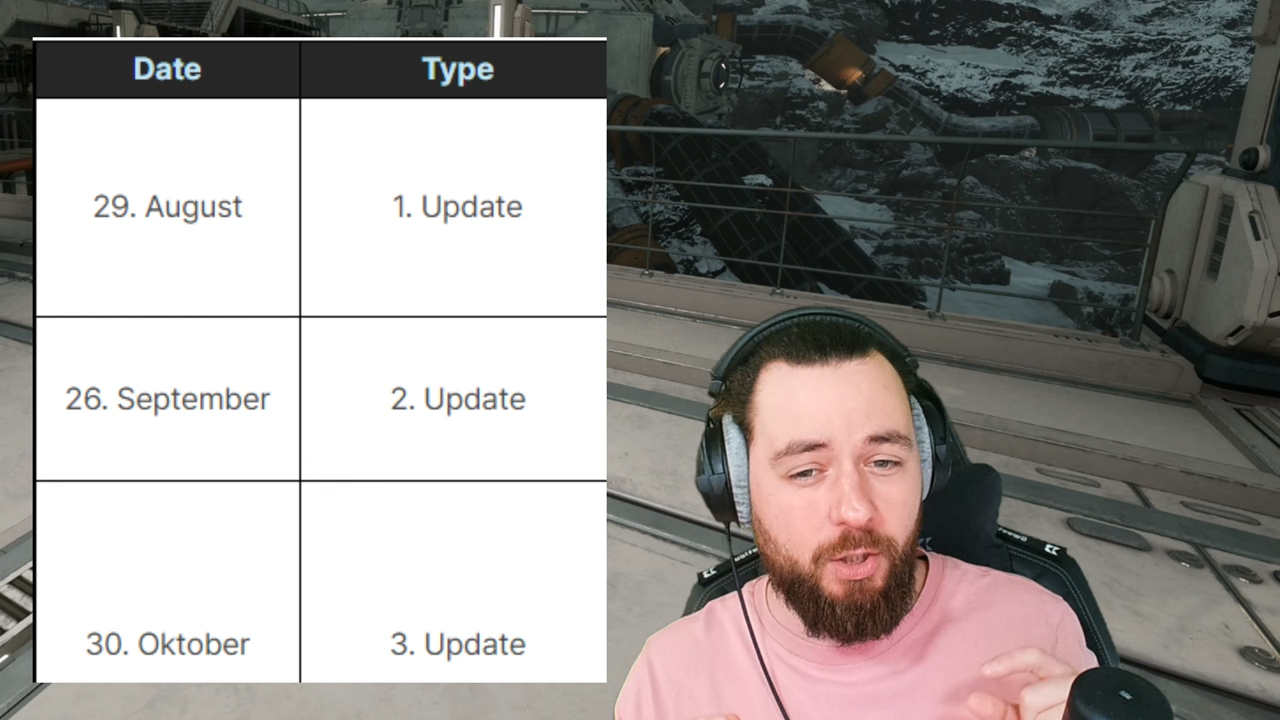 Date Type
29. August 1. Update
26. September 2. Update
30. Oktober 3. Update